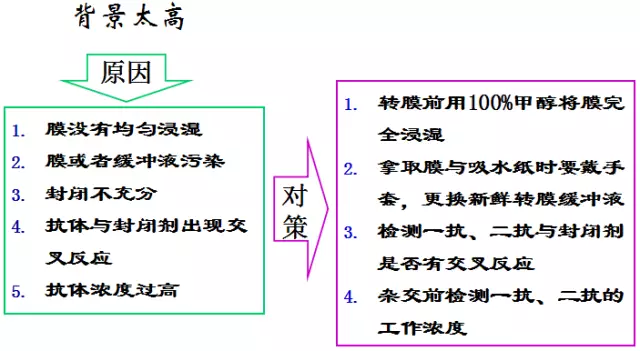 背景太高
原因
1. 膜没有均匀浸湿
2. 膜或者缓冲液污染
3. 封闭不充分
4. 抗体与封闭剂出现交
叉反应
5. 抗体浓度过高
对
策
1. 转膜前用100%甲醇将膜完
全浸湿
2. 拿取膜与吸水纸时要戴手
套，更换新鲜转膜缓冲液
3. 检测一抗、二抗与封闭剂
是否有交叉反应
4. 杂交前检测一抗、二抗的
工作浓度